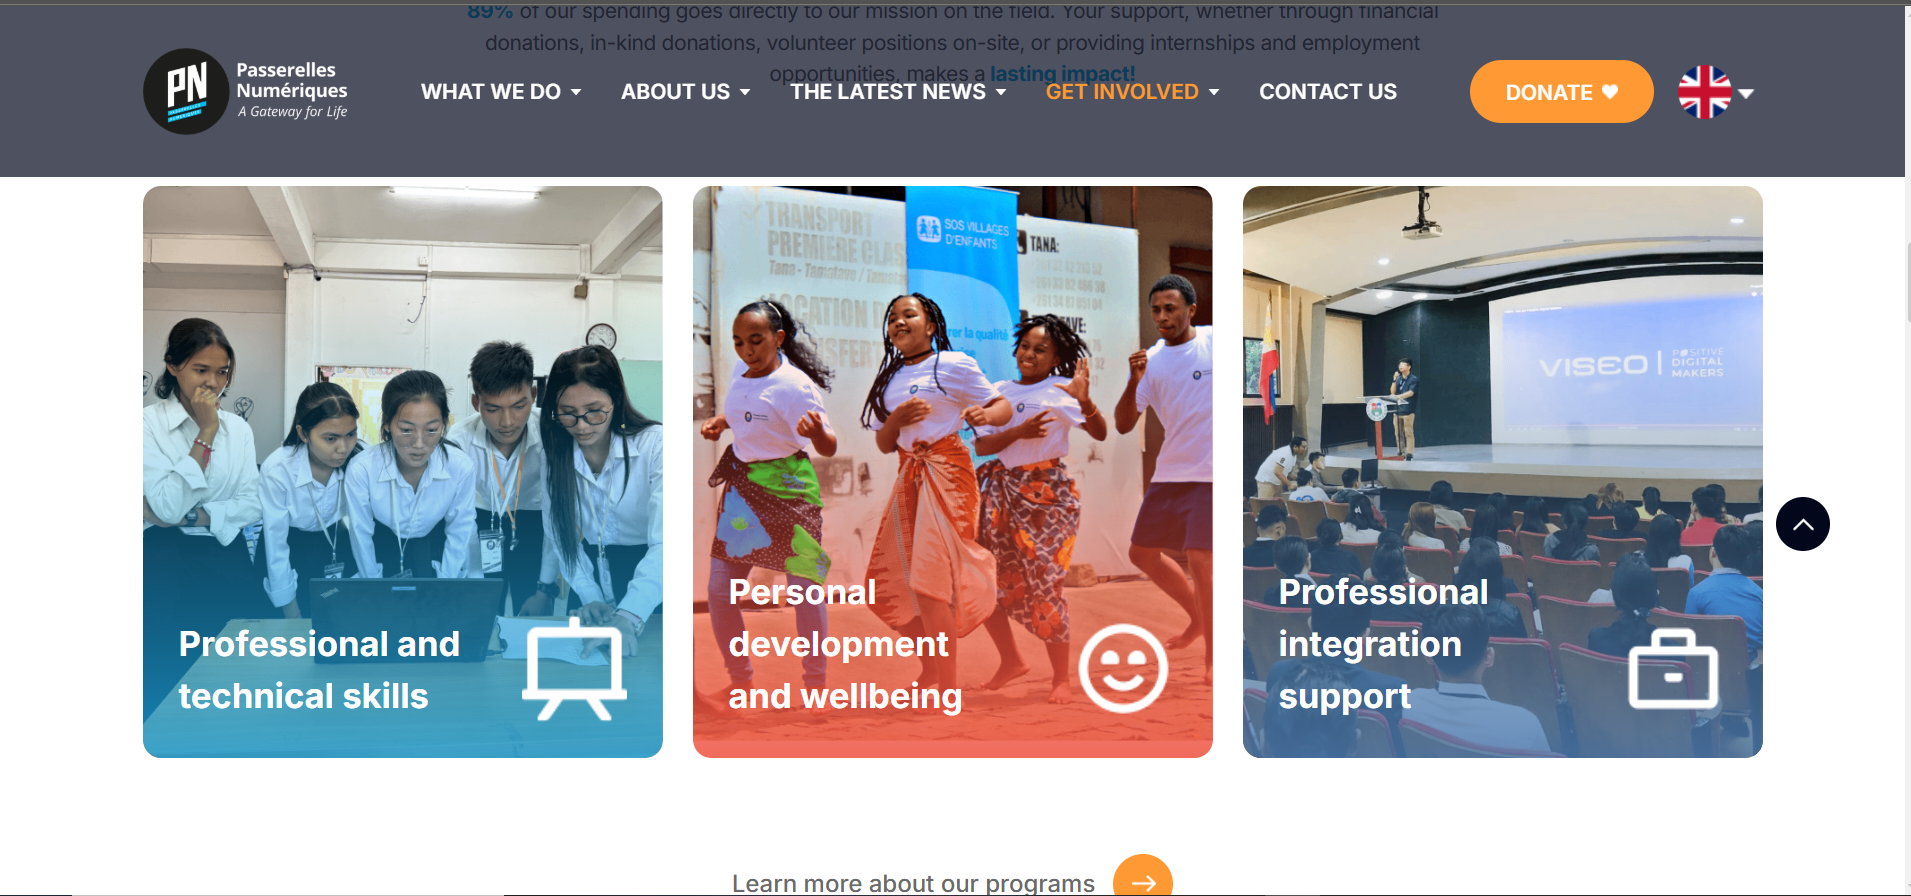 89% of our spending goes directly to our mission on the field. Your support, whether through financial
donations, in-kind donations, volunteer positions on-site, or providing internships and employment
opportunities, makes a lasting impact!
PN
Passerelles
Numériques
A Gateway for Life
WHAT WE DO
ABOUT US
THE LATEST NEWS
GET INVOLVED
CONTACT US
DONATE
TRANSPORT
PREMIERE CLAS
Tana - Tamatave /
LOCATION D
SOS VILLAGES
D'ENFANTS
TANA:
rer la qualité
VISEO
POSITIVE
DIGITAL
MAKERS
Professional and
technical skills
Personal
development
and wellbeing
Professional
integration
support
Learn more about our programs